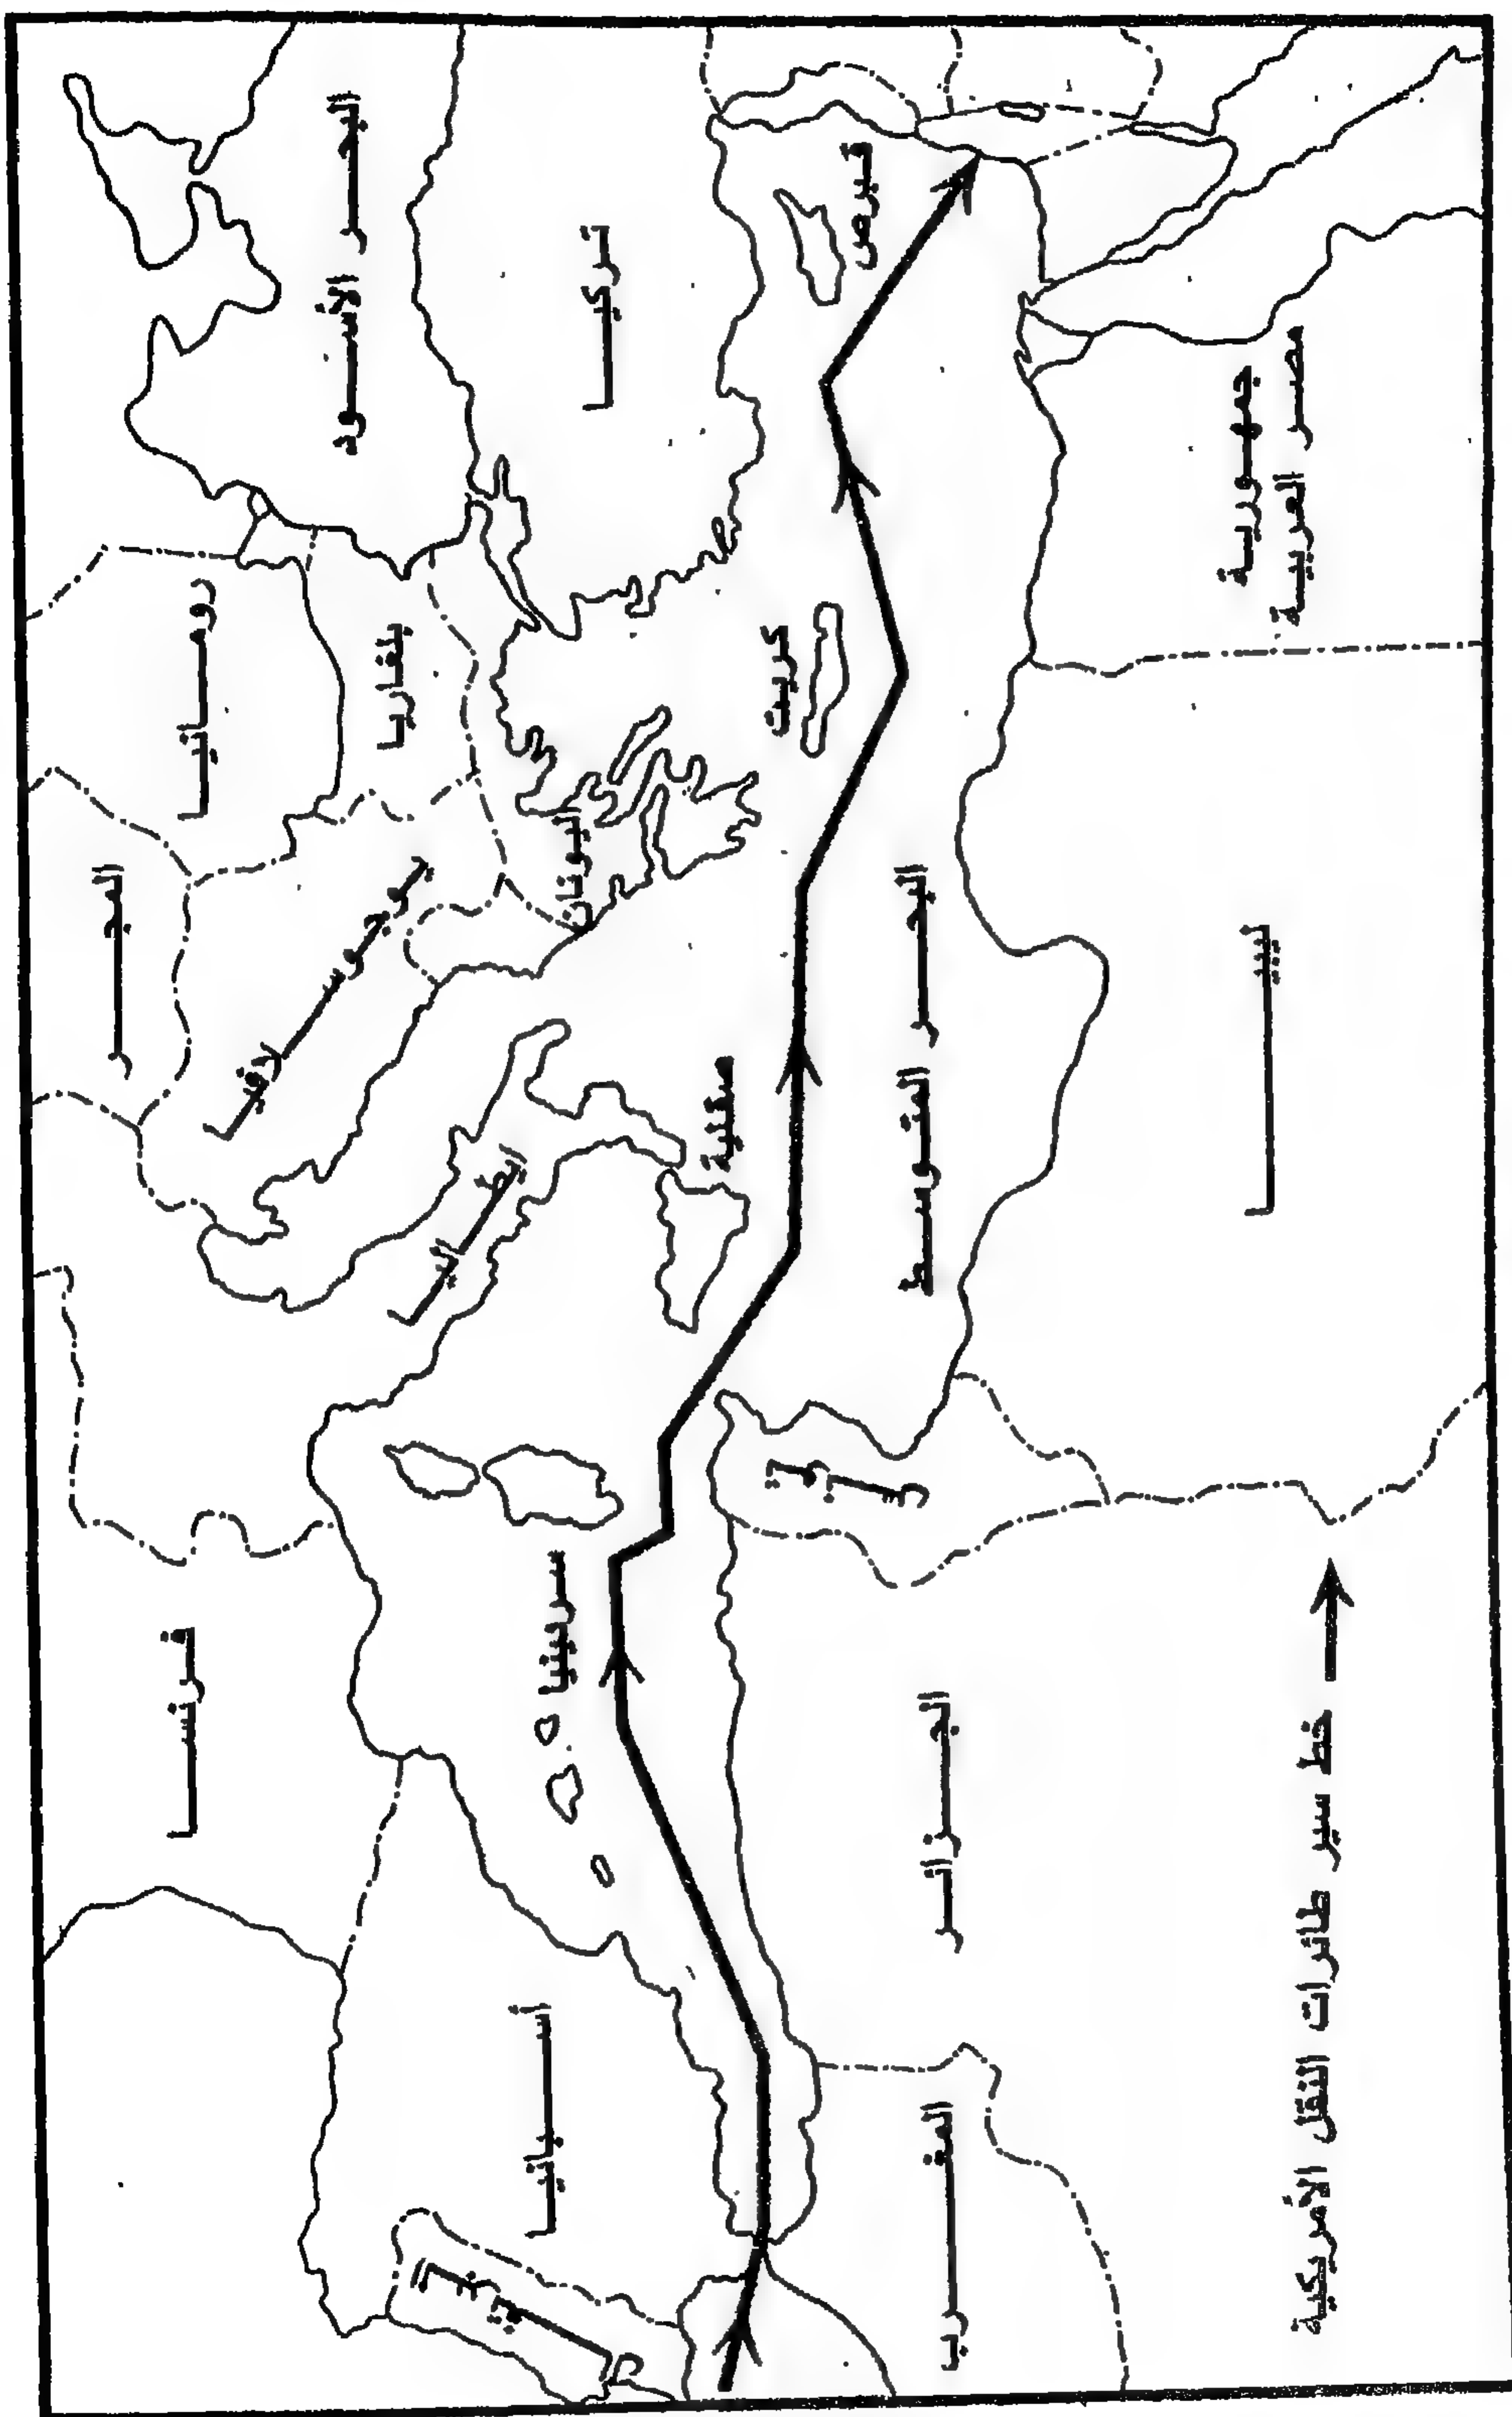 البحر الأسود
تركيا
قبرص
جمهورية
مصر العربية
رومانيا
بلغاريا
كريت
اليونان
المجر
يوغوسلافيا
إيطاليا
صقلية
البحر المتوسط
ليبيا
تونس
فرنسا
سردينيا
الجزائر
أسبانيا
البرتغال
المغرب
خط سير طائرات النقل الأمريكية